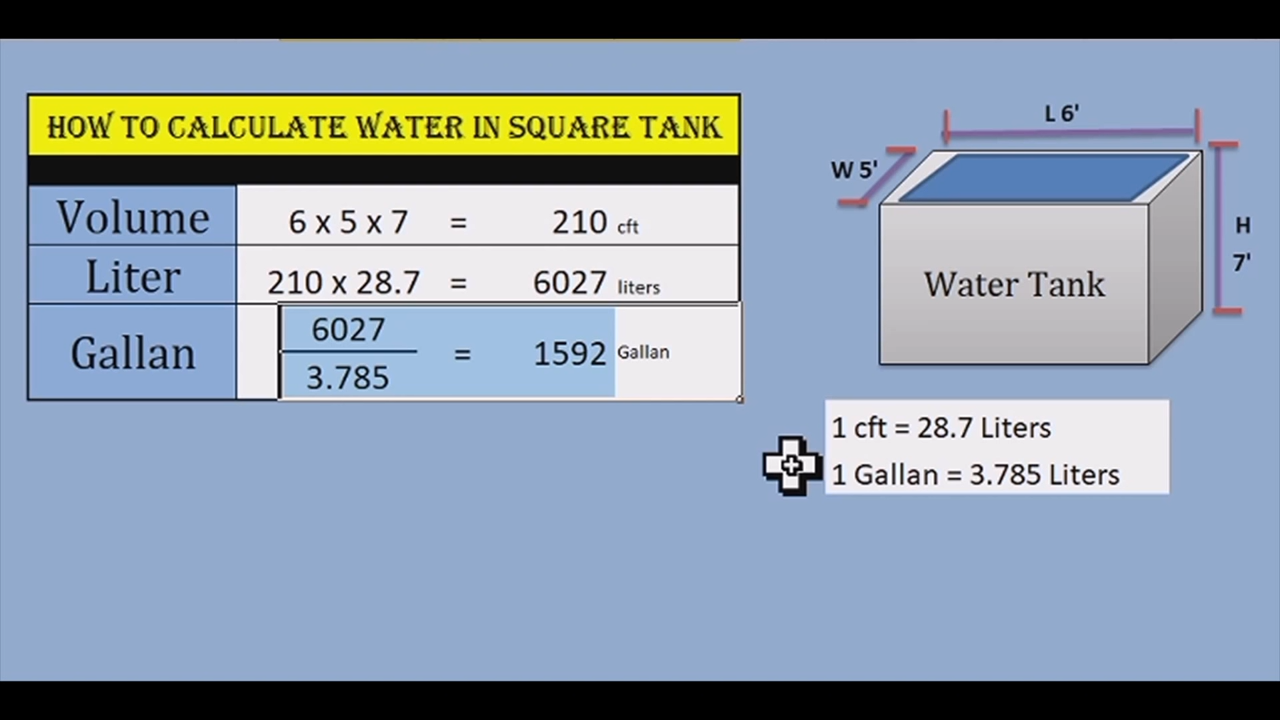 HOW TO CALCULATE WATER IN SQUARE TANK
Volume 6 x 5 x 7 = 210 cft
Liter 210 x 28.7 = 6027 liters
Gallan 6027 / 3.785 = 1592 Gallan
L 6'
W 5'
H
7'
Water Tank
1 cft = 28.7 Liters
1 Gallan = 3.785 Liters